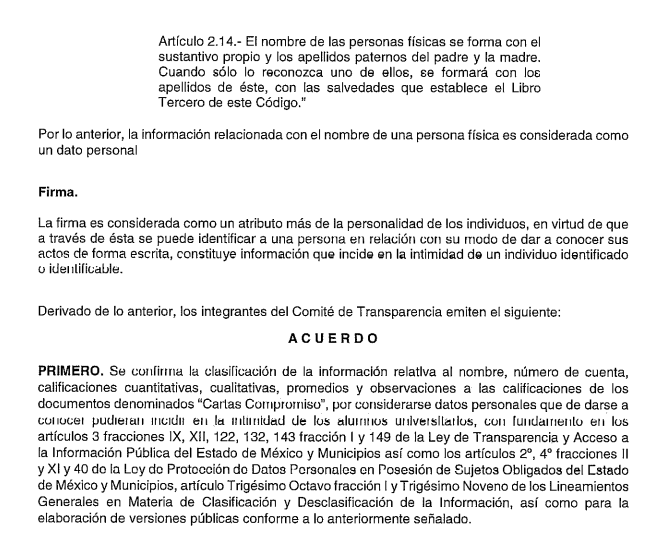 Artículo 2.14.- El nombre de las personas físicas se forma con el
sustantivo propio y los apellidos paternos del padre y la madre.
Cuando sólo lo reconozca uno de ellos, se formará con los
apellidos de éste, con las salvedades que establece el Libro
Tercero de este Código.”
Por lo anterior, la información relacionada con el nombre de una persona física es considerada como
un dato personal
Firma.
La firma es considerada como un atributo más de la personalidad de los individuos, en virtud de que
a través de ésta se puede identificar a una persona en relación con su modo de dar a conocer sus
actos de forma escrita, constituye información que incide en la intimidad de un individuo identificado
o identificable.
Derivado de lo anterior, los integrantes del Comité de Transparencia emiten el siguiente:
A C U E R D O
PRIMERO. Se confirma la clasificación de la información relativa al nombre, número de cuenta,
calificaciones cuantitativas, cualitativas, promedios y observaciones a las calificaciones de los
documentos denominados “Cartas Compromiso”, por considerarse datos personales que de darse a
conocer pudieran incidir en la intimidad de los alumnos universitarios, con fundamento en los
artículos 3 fracciones IX, XII, 122, 132, 143 fracción I y 149 de la Ley de Transparencia y Acceso a
la Información Pública del Estado de México y Municipios así como los artículos 2º, 4º fracciones II
y XI y 40 de la Ley de Protección de Datos Personales en Posesión de Sujetos Obligados del Estado
de México y Municipios, artículo Trigésimo Octavo fracción I y Trigésimo Noveno de los Lineamientos
Generales en Materia de Clasificación y Desclasificación de la Información, así como para la
elaboración de versiones públicas conforme a lo anteriormente señalado.